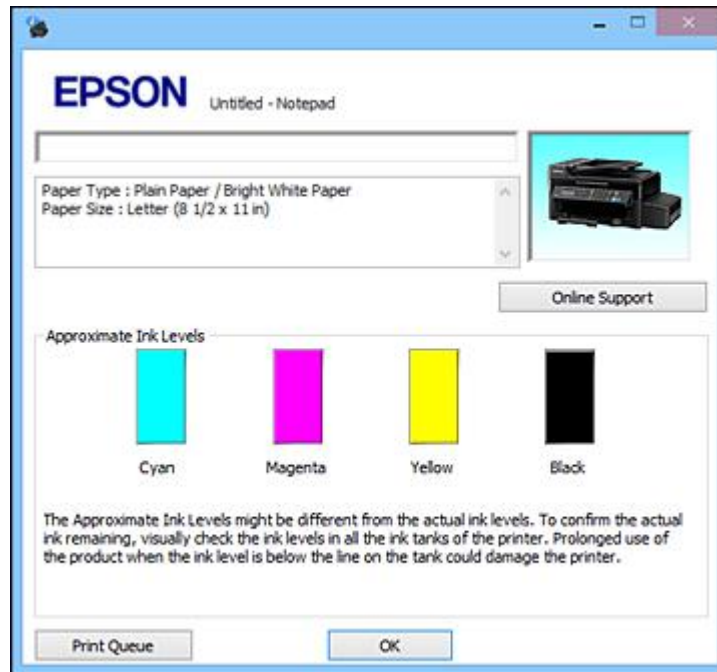 EPSON Untitled - Notepad
Paper Type : Plain Paper / Bright White Paper
Paper Size : Letter (8 1/2 x 11 in)
Online Support
Approximate Ink Levels
Cyan Magenta Yellow Black
The Approximate Ink Levels might be different from the actual ink levels. To confirm the actual
ink remaining, visually check the ink levels in all the ink tanks of the printer. Prolonged use of
the product when the ink level is below the line on the tank could damage the printer.
Print Queue OK